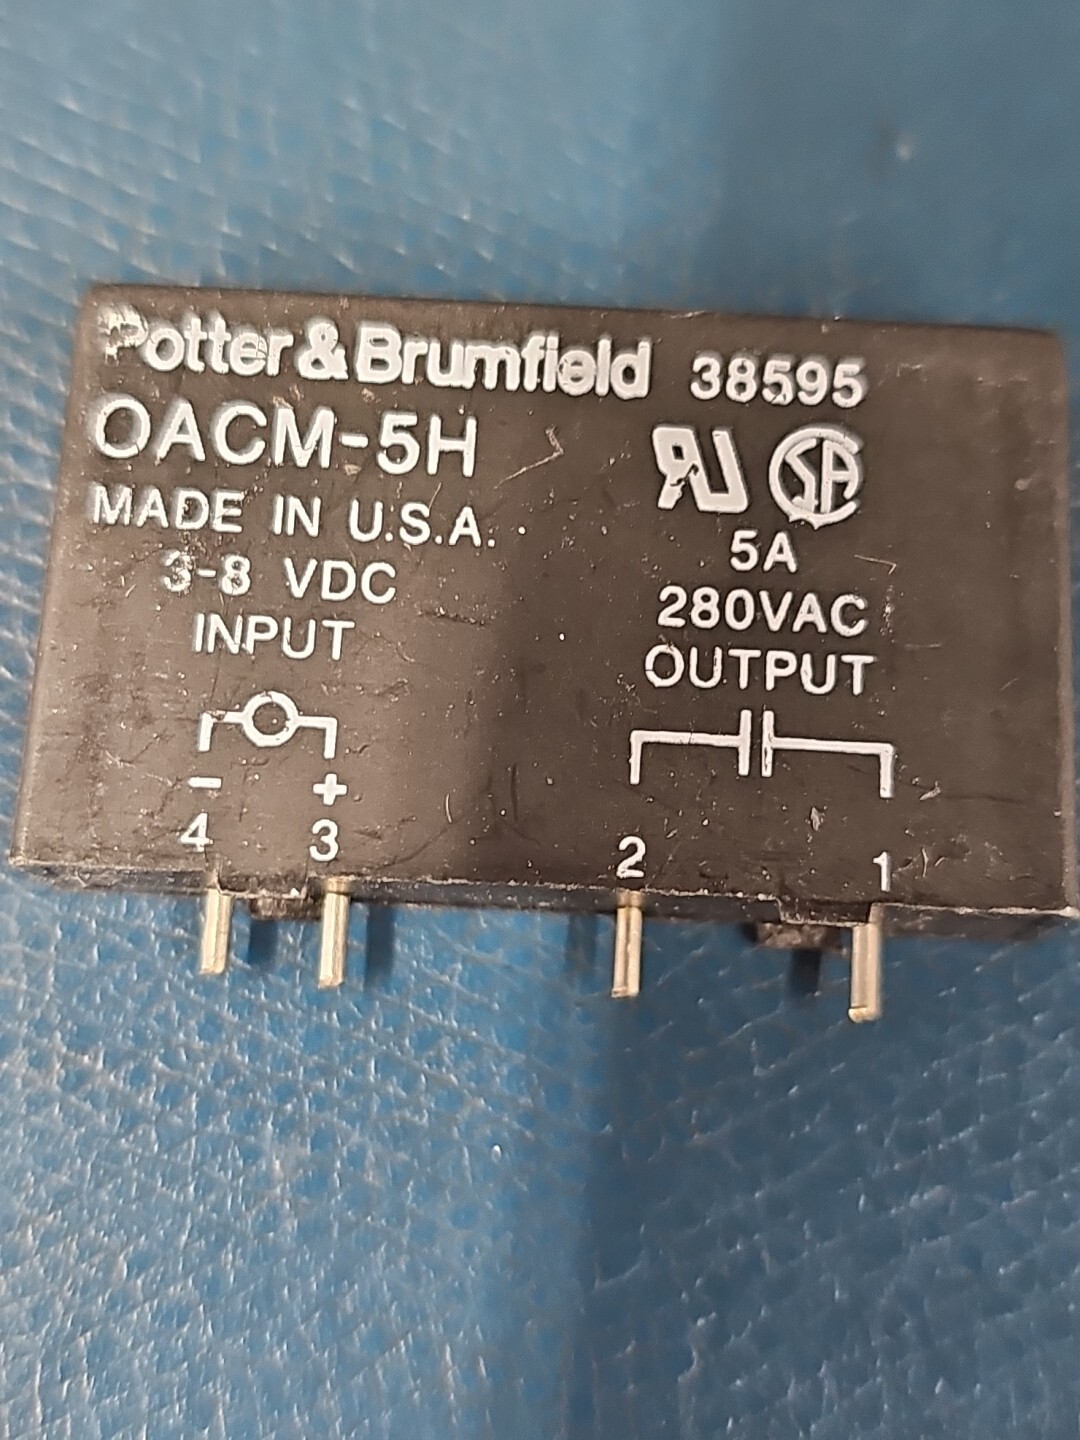 Potter & Brumfield 38595
OACM-5H
MADE IN U.S.A.
3-8 VDC
INPUT
- +
4 3
5A
280VAC
OUTPUT
2 1